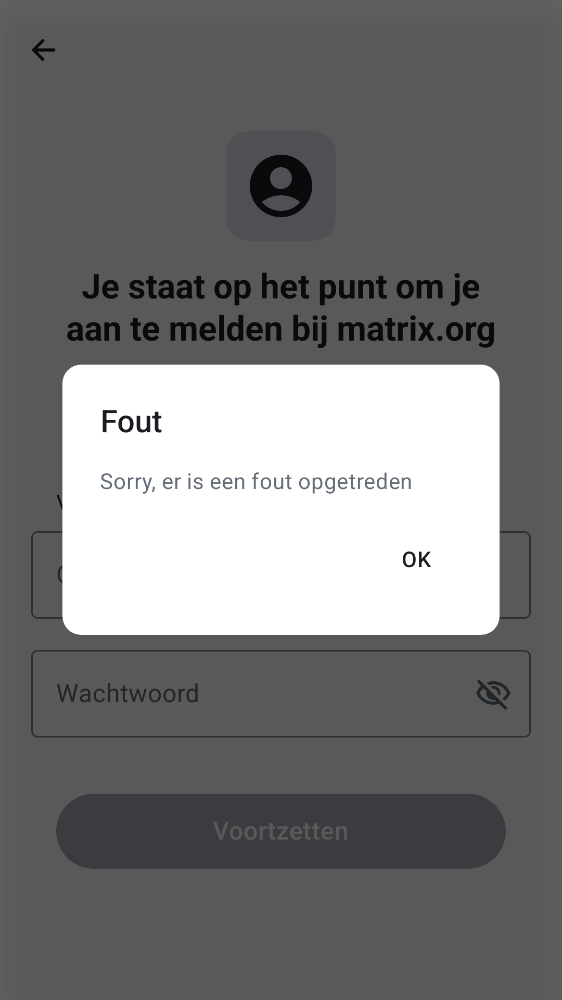 Je staat op het punt om je
aan te melden bij matrix.org
Fout
Sorry, er is een fout opgetreden
OK
Wachtwoord
Voortzetten